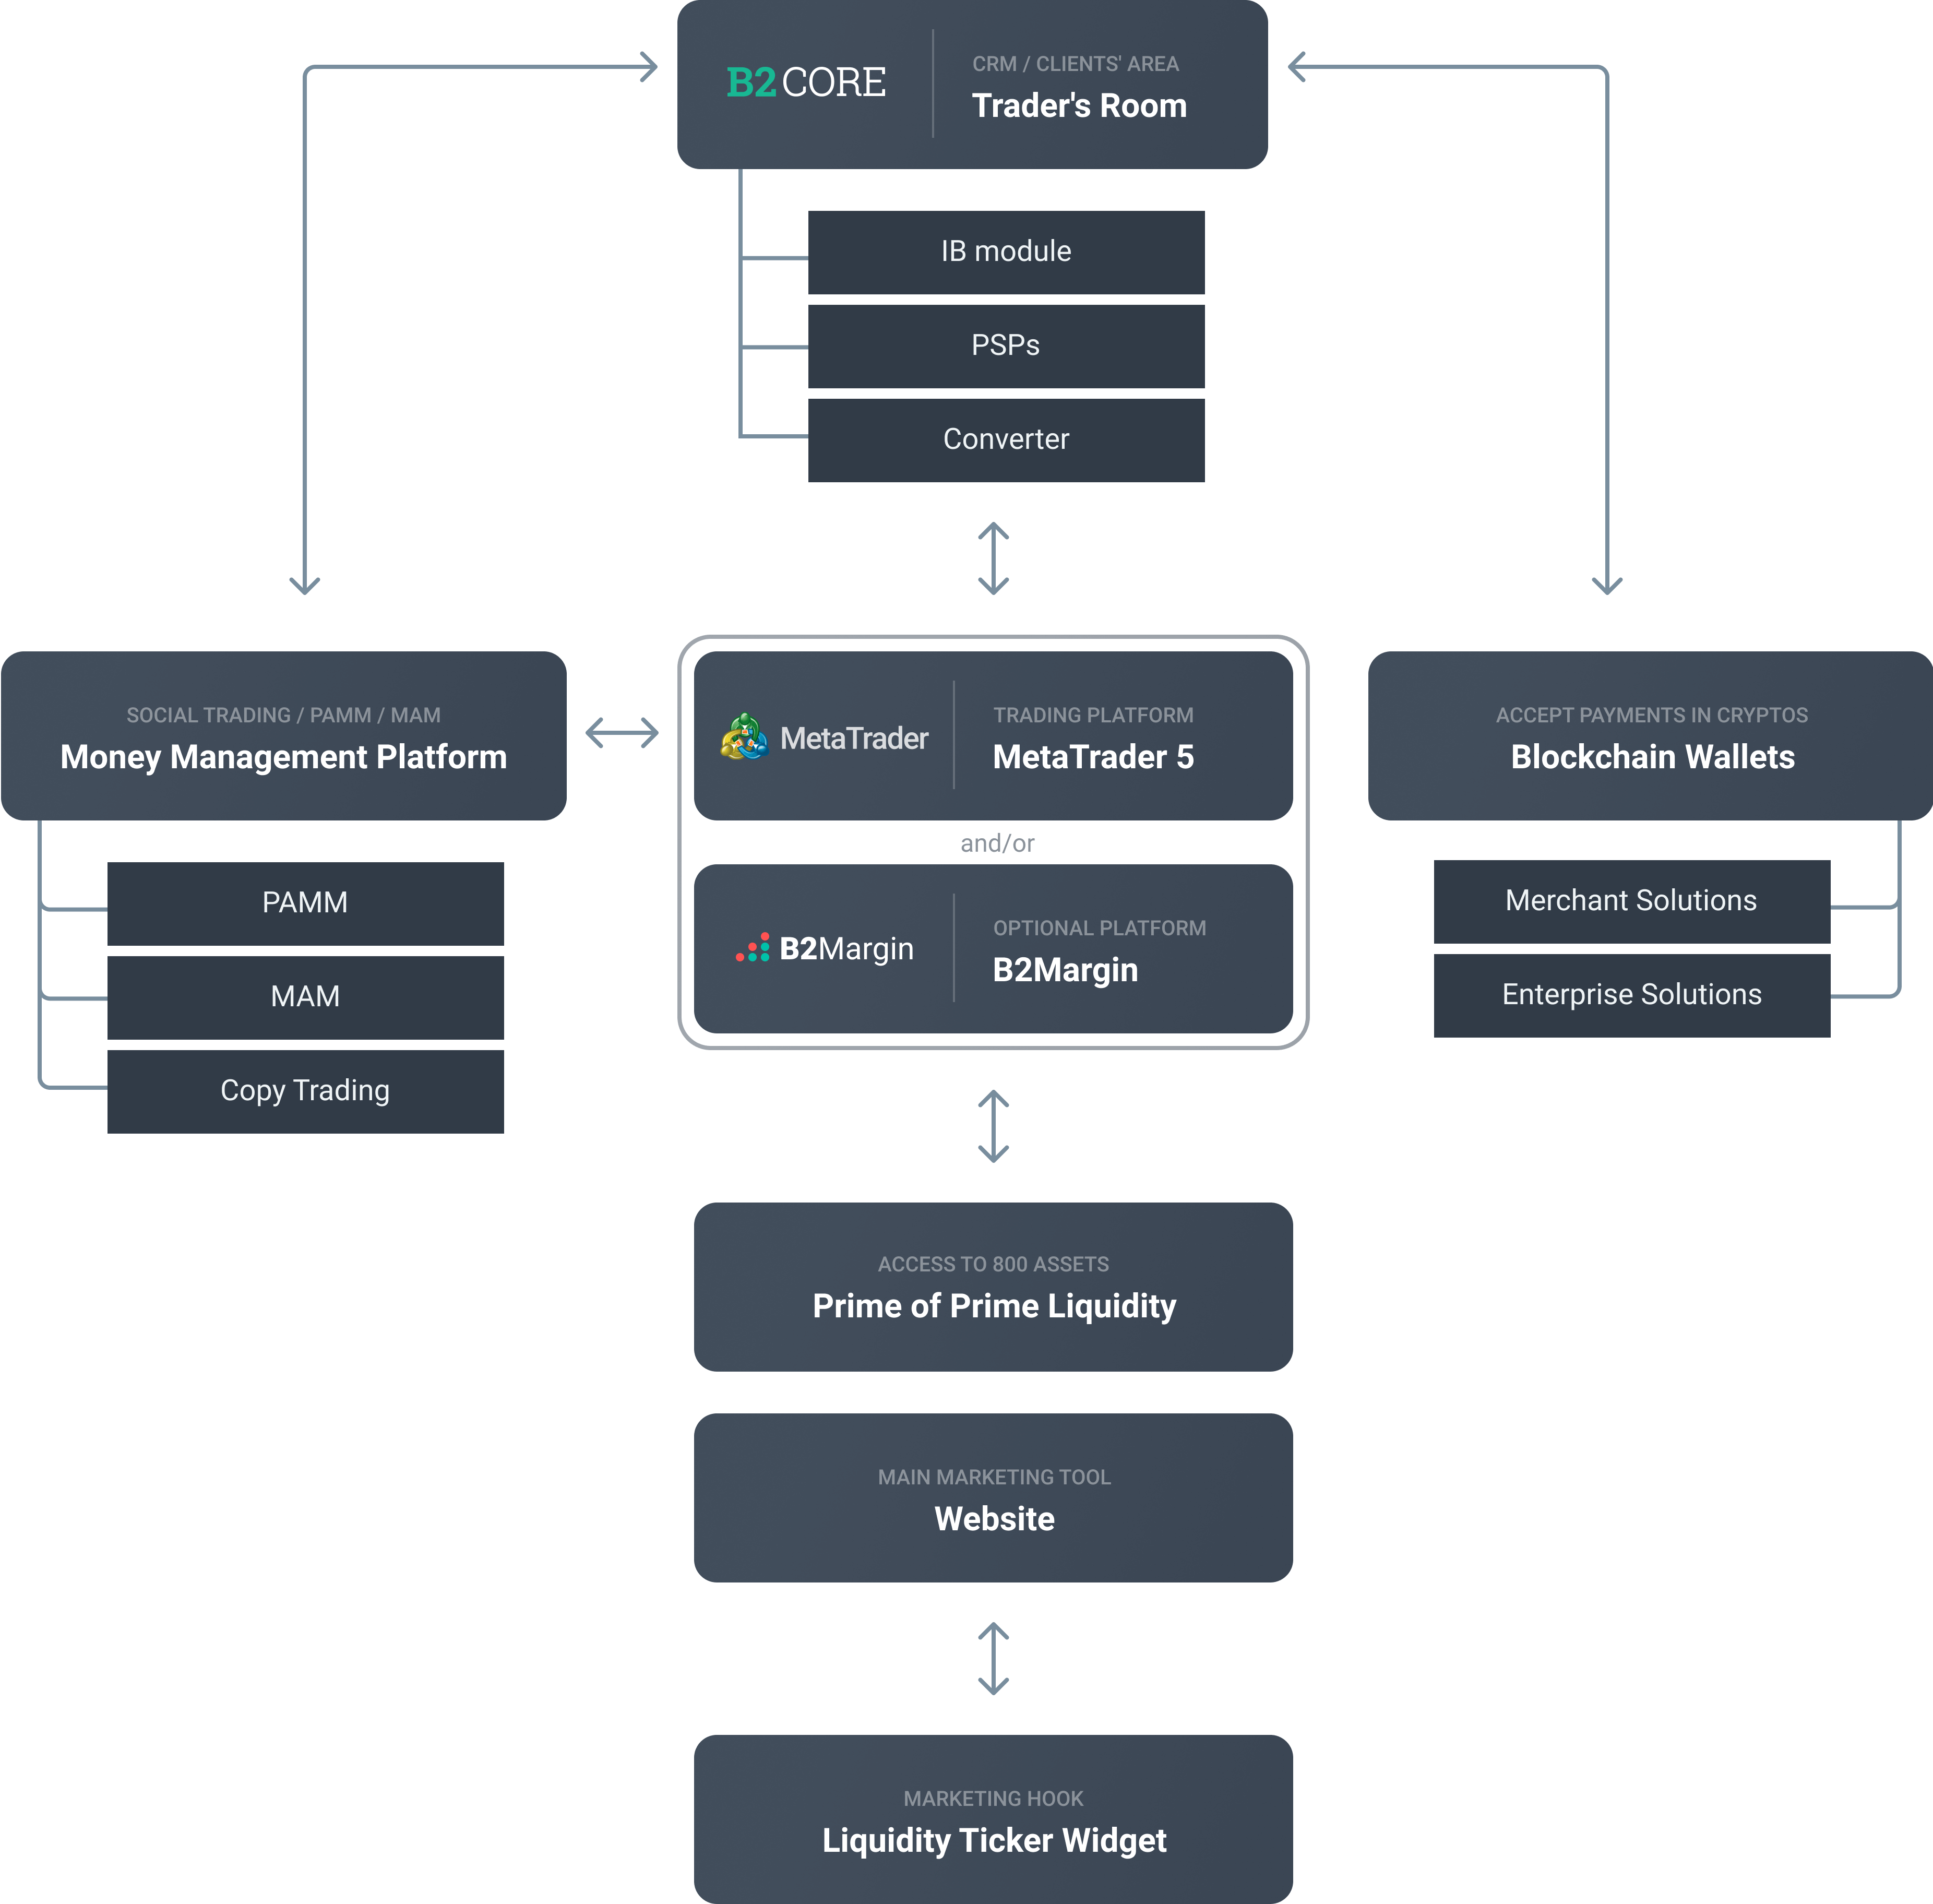 B2CORE
CRM / CLIENTS' AREA
Trader's Room
IB module
PSPs
Converter
SOCIAL TRADING / PAMM / MAM
Money Management Platform
PAMM
MAM
Copy Trading
MetaTrader
TRADING PLATFORM
MetaTrader 5
and/or
B2Margin
OPTIONAL PLATFORM
B2Margin
ACCEPT PAYMENTS IN CRYPTOS
Blockchain Wallets
Merchant Solutions
Enterprise Solutions
ACCESS TO 800 ASSETS
Prime of Prime Liquidity
MAIN MARKETING TOOL
Website
MARKETING HOOK
Liquidity Ticker Widget